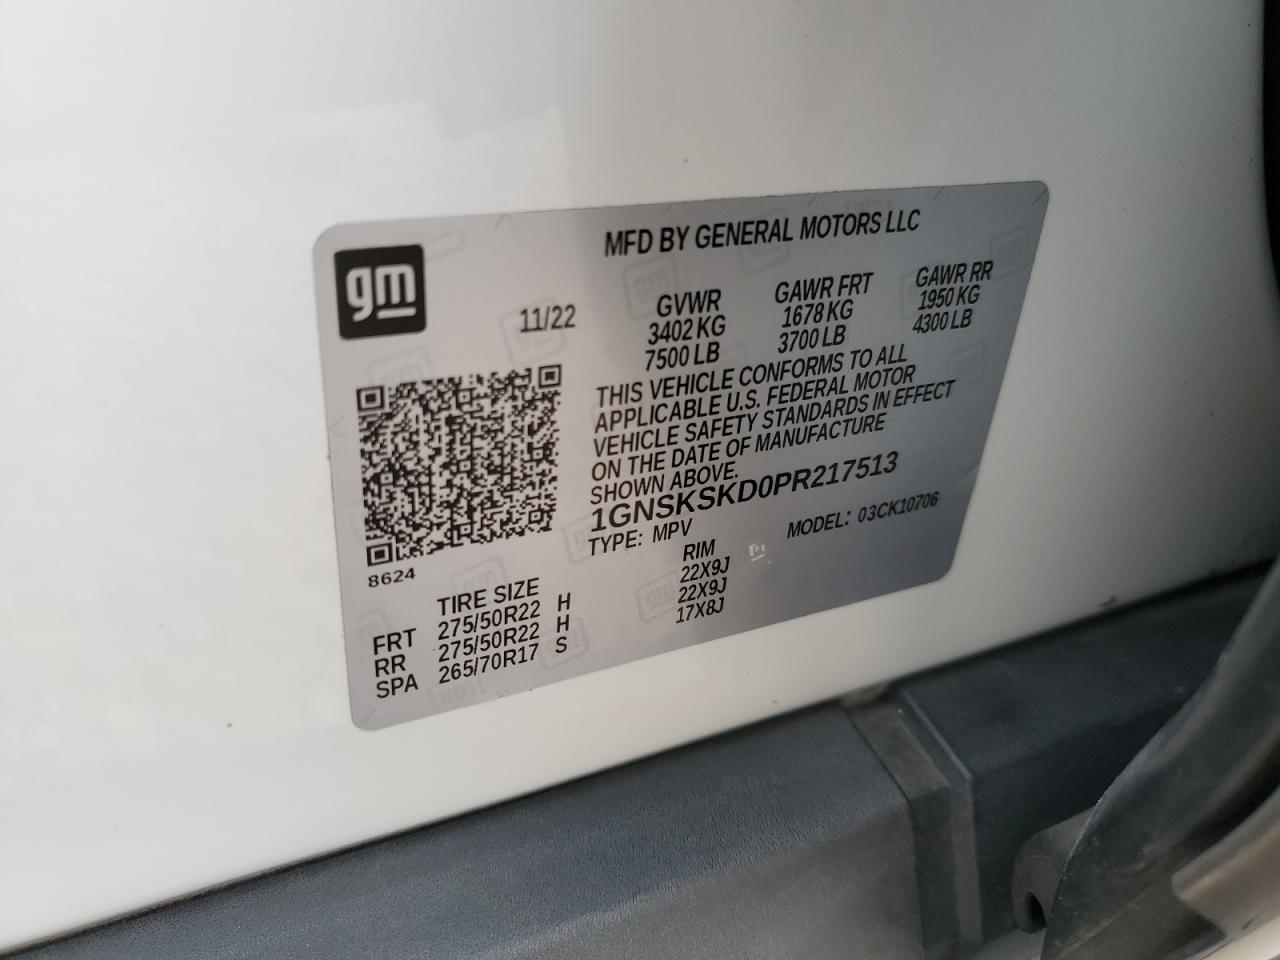 gm
MFD BY GENERAL MOTORS LLC
11/22
GVWR
3402 KG
7500 LB
GAWR FRT
1678 KG
3700 LB
GAWR RR
1950 KG
4300 LB
THIS VEHICLE CONFORMS TO ALL
APPLICABLE U.S. FEDERAL MOTOR
VEHICLE SAFETY STANDARDS IN EFFECT
ON THE DATE OF MANUFACTURE
SHOWN ABOVE.
1GNSKSKD0PR217513
TYPE: MPV
MODEL: 03CK10706
8624
TIRE SIZE RIM
FRT 275/50R22 H 22X9J
RR 275/50R22 H 22X9J
SPA 265/70R17 S 17X8J